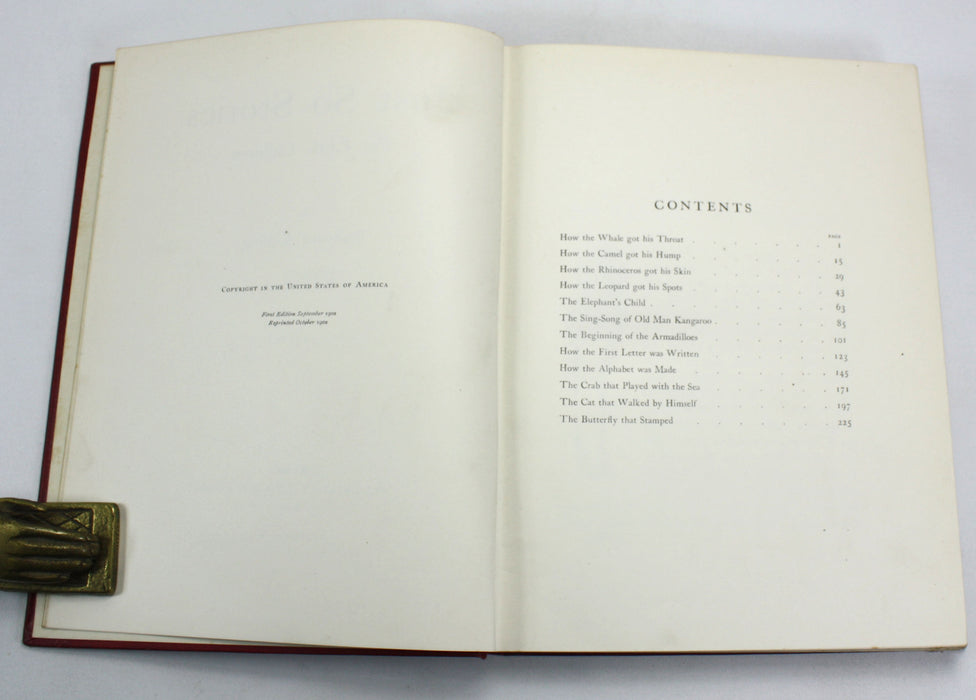 COPYRIGHT IN THE UNITED STATES OF AMERICA
First Edition September 1902
Reprinted October 1902
CONTENTS
PAGE
How the Whale got his Throat . . . . . . . 1
How the Camel got his Hump . . . . . . . 15
How the Rhinoceros got his Skin . . . . . . 29
How the Leopard got his Spots . . . . . . . 43
The Elephant's Child . . . . . . . . 63
The Sing-Song of Old Man Kangaroo . . . . . . . 85
The Beginning of the Armadilloes . . . . . . 101
How the First Letter was Written . . . . . . 123
How the Alphabet was Made . . . . . . . 145
The Crab that Played with the Sea . . . . . . 171
The Cat that Walked by Himself . . . . . . 197
The Butterfly that Stamped . . . . . . . 225